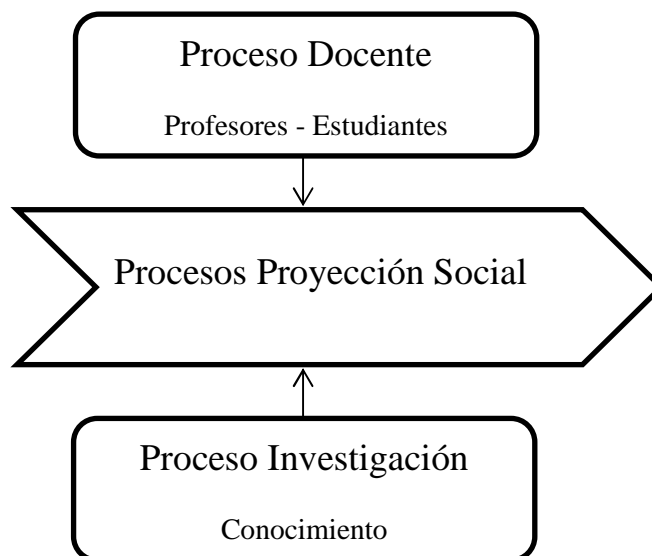 Proceso Docente
Profesores - Estudiantes
Procesos Proyección Social
Proceso Investigación
Conocimiento